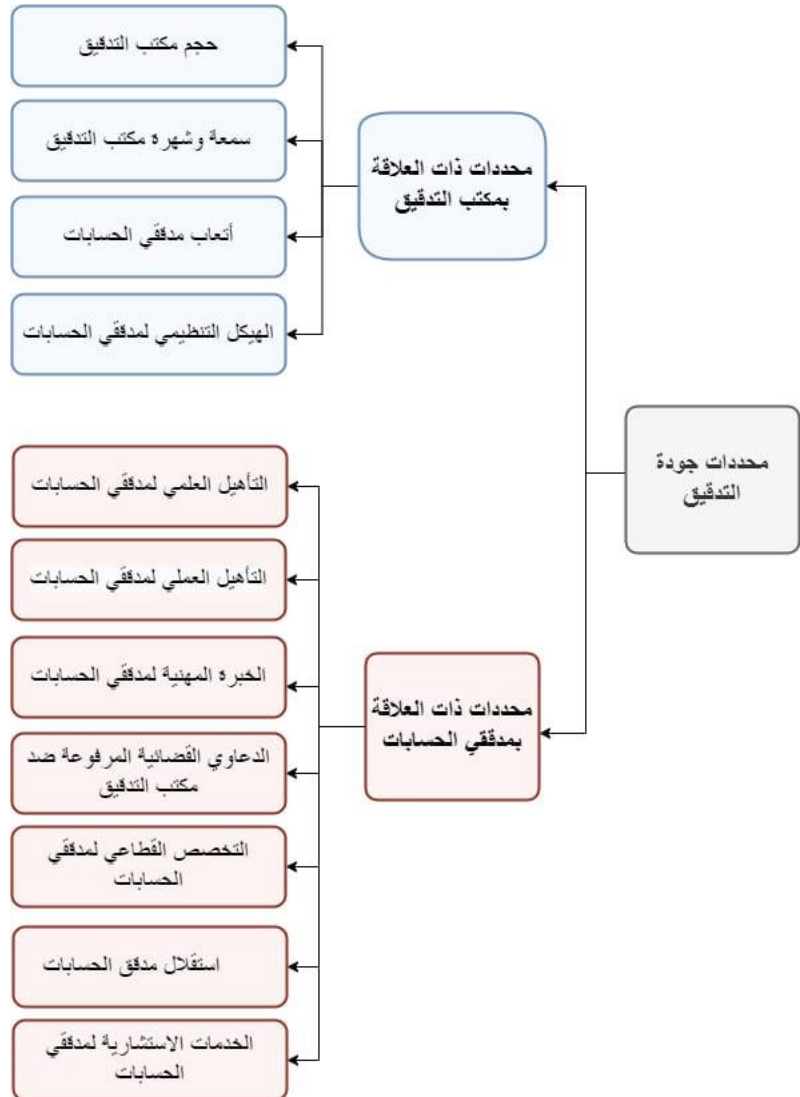 محددات جودة
التدقيق
محددات ذات العلاقة
بمكتب التدقيق
حجم مكتب التدقيق
سمعة وشهرة مكتب التدقيق
أتعاب مدققي الحسابات
الهيكل التنظيمي لمدققي الحسابات
محددات ذات العلاقة
بمدققي الحسابات
التأهيل العلمي لمدققي الحسابات
التأهيل العملي لمدققي الحسابات
الخبرة المهنية لمدققي الحسابات
الدعاوي القضائية المرفوعة ضد
مكتب التدقيق
التخصص القطاعي لمدققي
الحسابات
استقلال مدقق الحسابات
الخدمات الاستشارية لمدققي
الحسابات